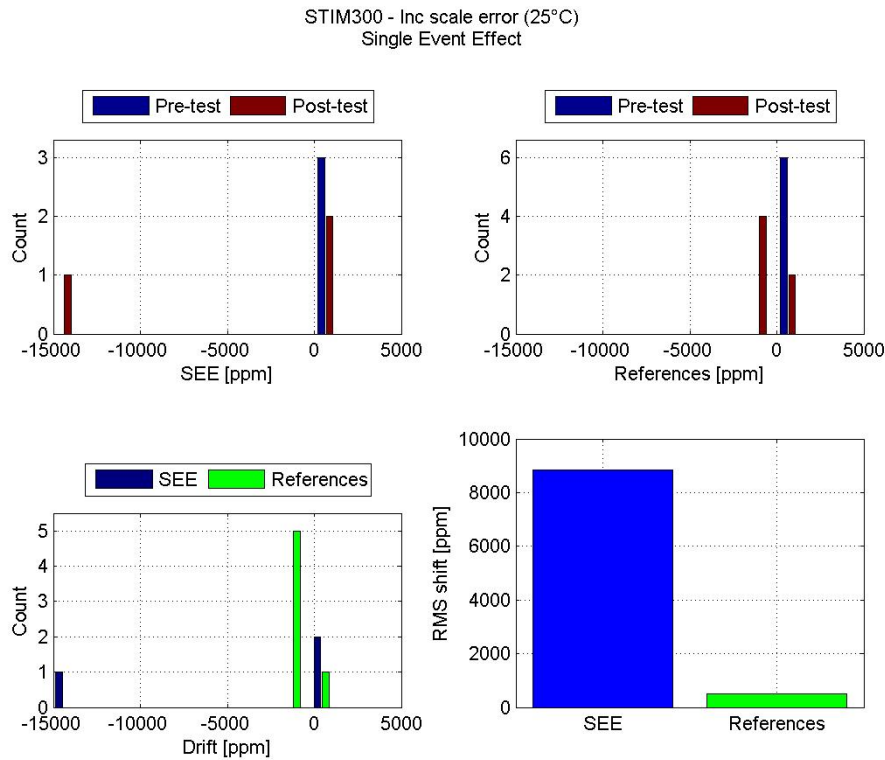 STIM300 - Inc scale error (25°C)
Single Event Effect
Pre-test Post-test
3
2
1
0
Count
-15000 -10000 -5000 0 5000
SEE [ppm]
Pre-test Post-test
6
4
2
0
Count
-15000 -10000 -5000 0 5000
References [ppm]
SEE References
5
4
3
2
1
0
Count
-15000 -10000 -5000 0 5000
Drift [ppm]
10000
8000
6000
4000
2000
0
RMS shift [ppm]
SEE References